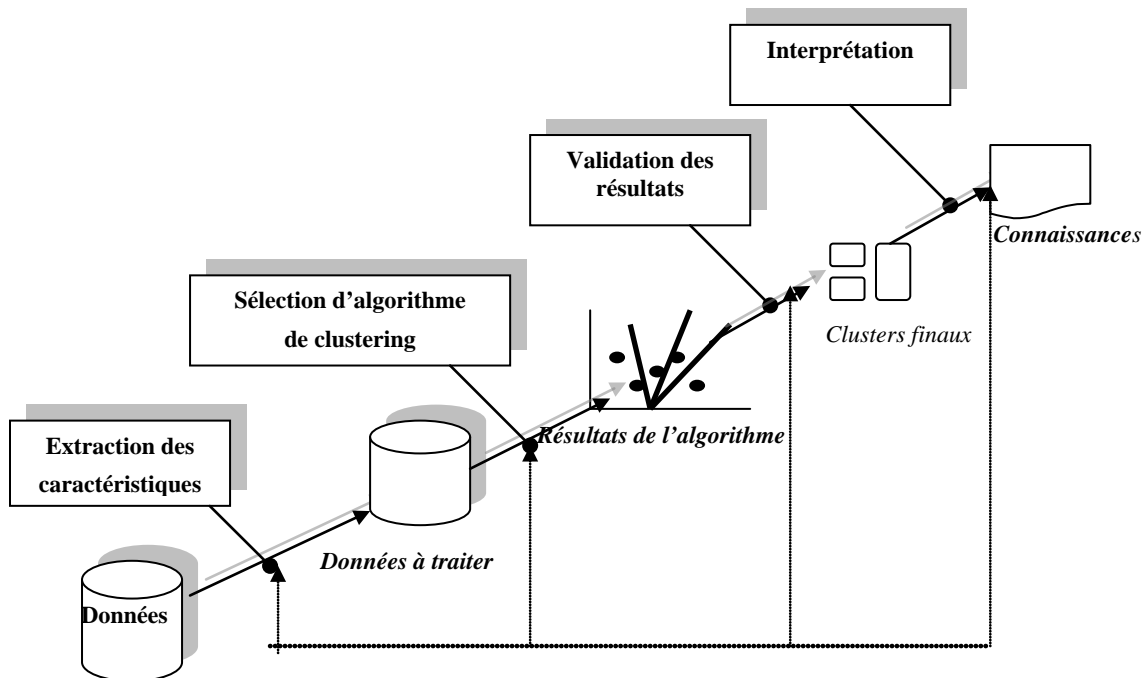 Interprétation
Validation des
résultats
Connaissances
Sélection d’algorithme
de clustering
Clusters finaux
Extraction des
caractéristiques
Résultats de l’algorithme
Données à traiter
Données